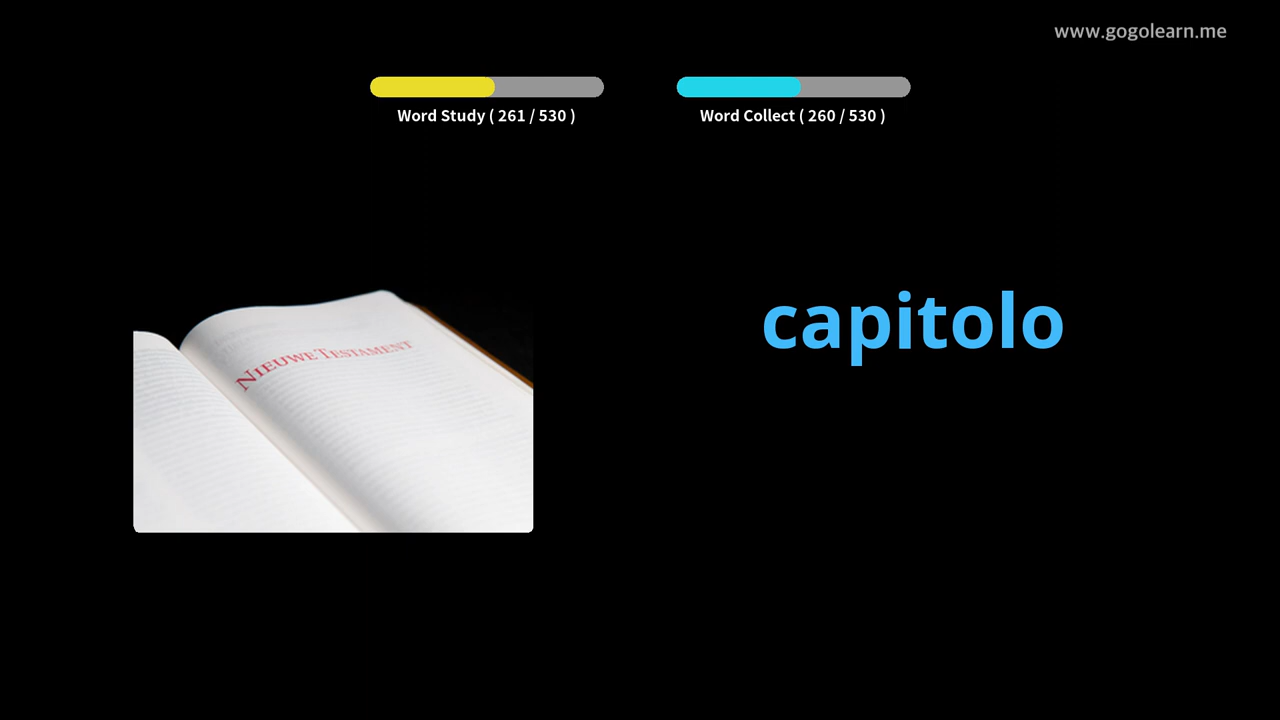 www.gogolearn.me
Word Study ( 261 / 530 )
Word Collect ( 260 / 530 )
NIEUWE TESTAMENT
capitolo